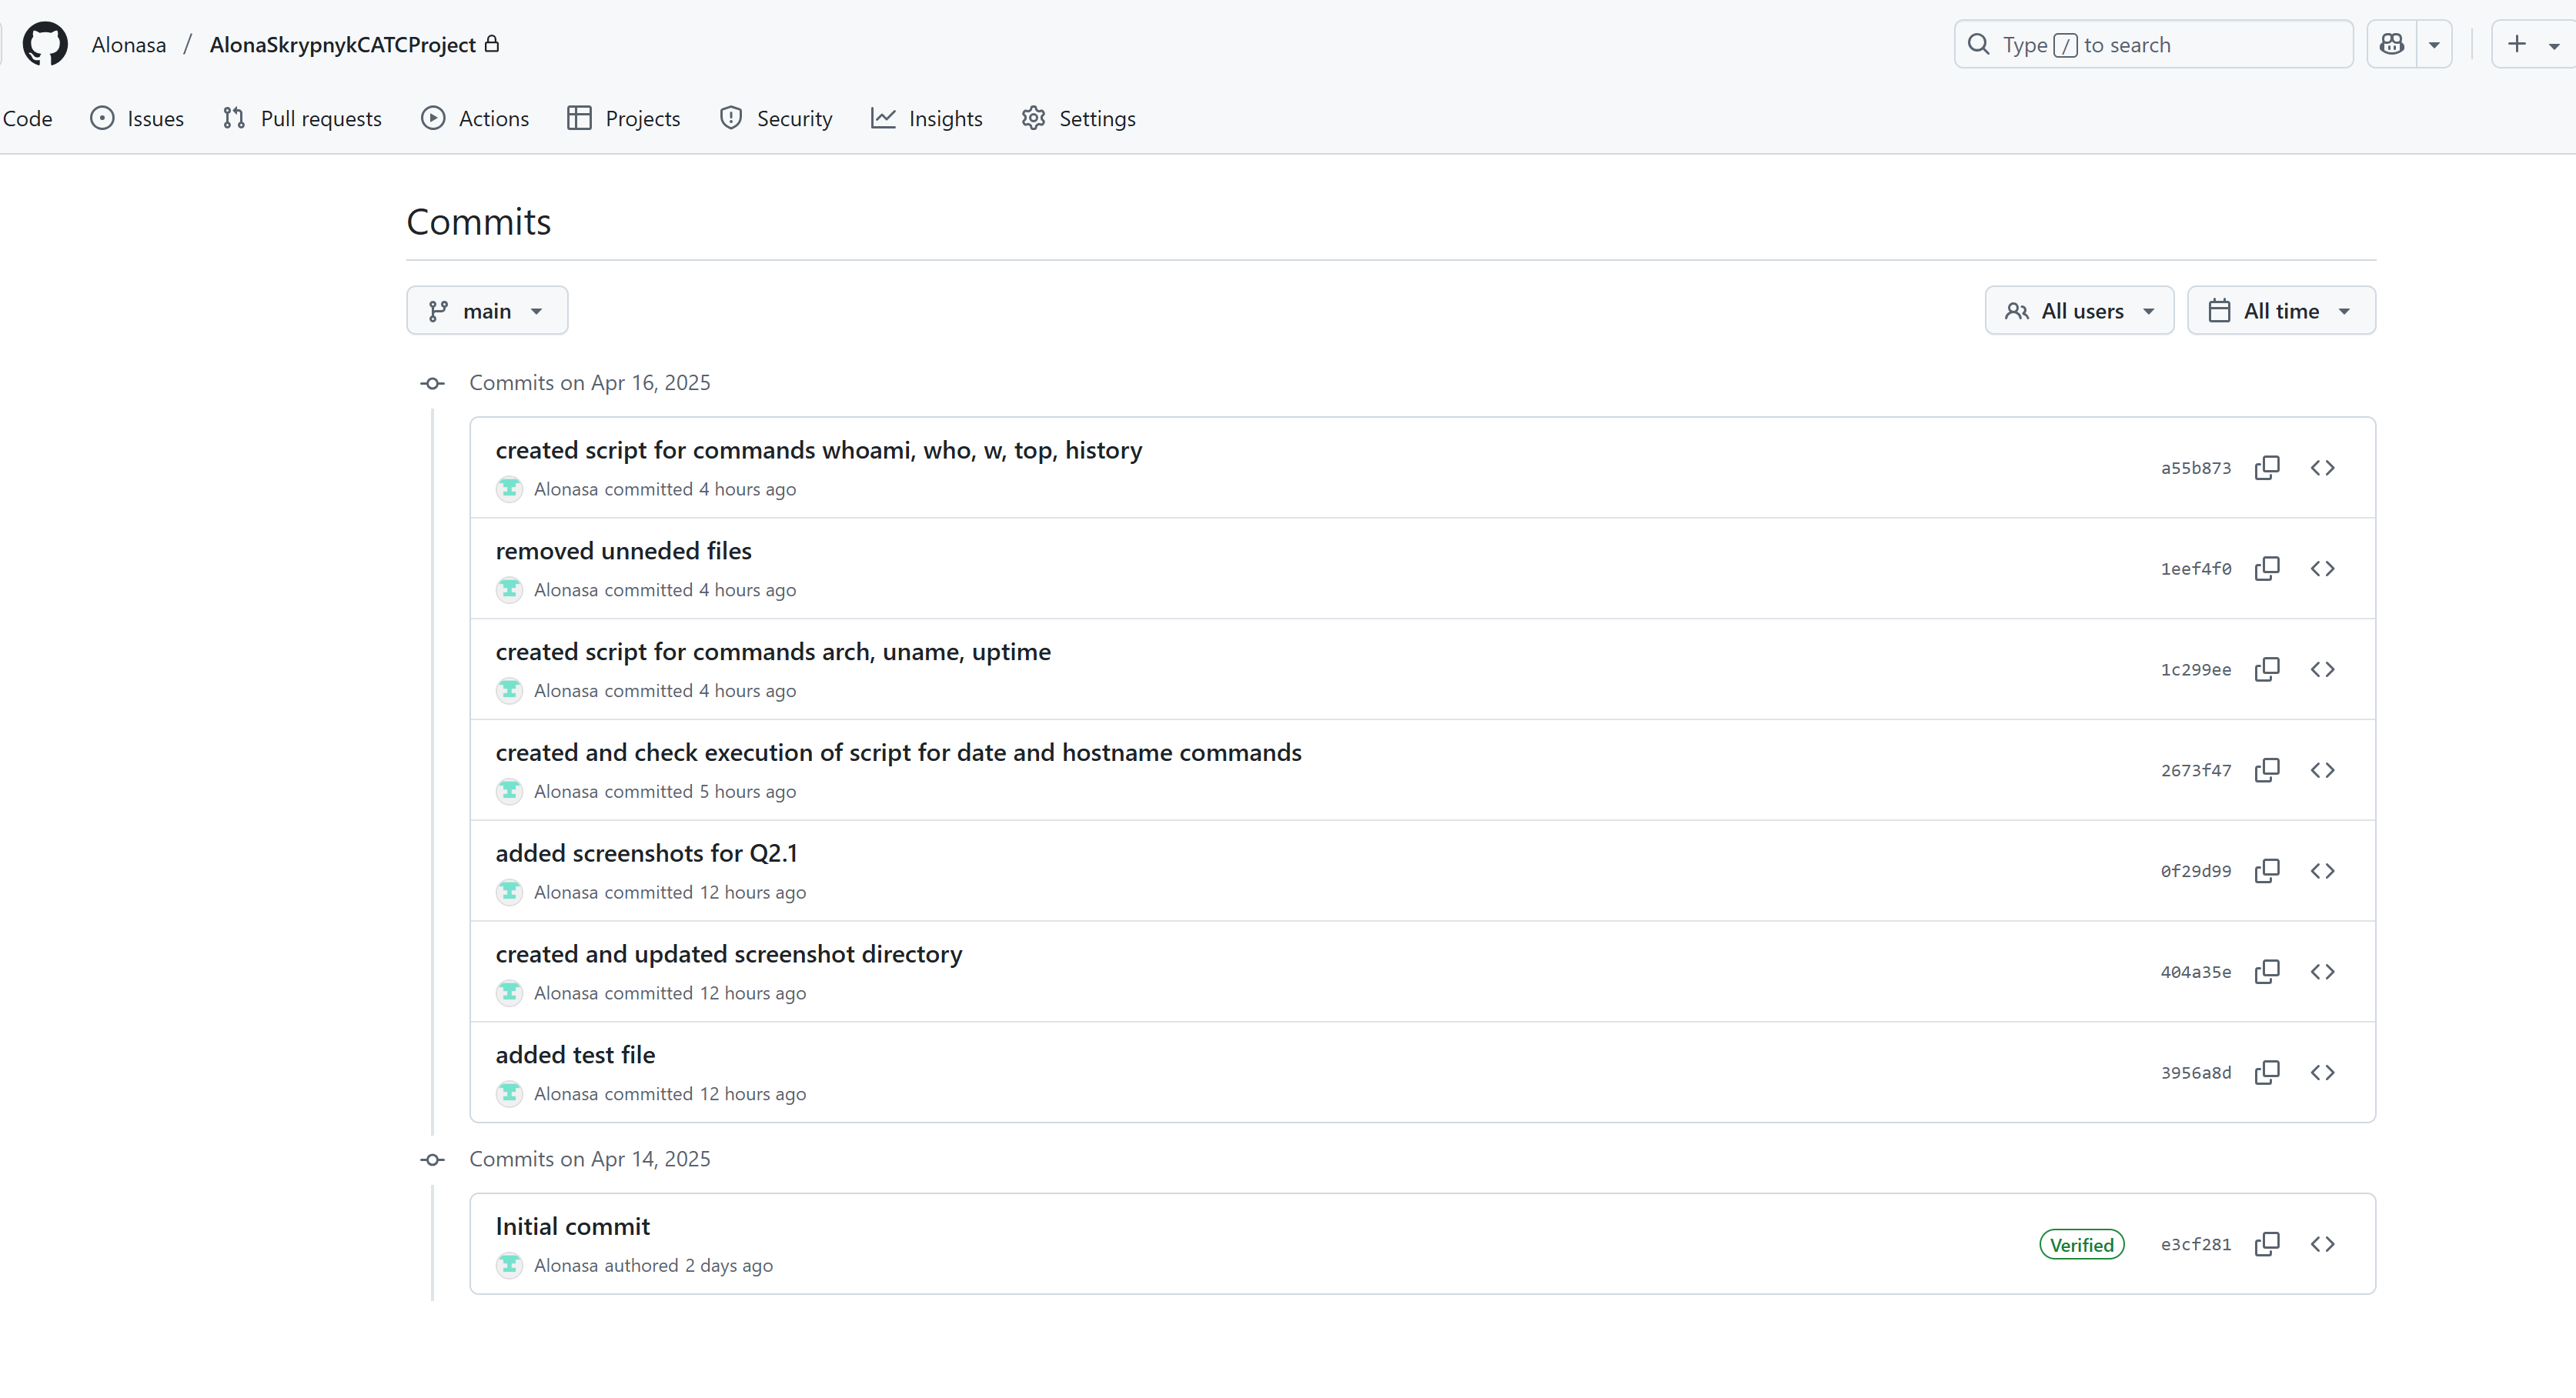 Alonasa / AlonaSkrypnykCATCProject
Type / to search
Code Issues Pull requests Actions Projects Security Insights Settings
Commits
main All users All time
Commits on Apr 16, 2025
created script for commands whoami, who, w, top, history
Alonasa committed 4 hours ago
a55b873
removed unneded files
Alonasa committed 4 hours ago
1eef4f0
created script for commands arch, uname, uptime
Alonasa committed 4 hours ago
1c299ee
created and check execution of script for date and hostname commands
Alonasa committed 5 hours ago
2673f47
added screenshots for Q2.1
Alonasa committed 12 hours ago
0f29d99
created and updated screenshot directory
Alonasa committed 12 hours ago
404a35e
added test file
Alonasa committed 12 hours ago
3956a8d
Commits on Apr 14, 2025
Initial commit
Alonasa authored 2 days ago
Verified e3cf281